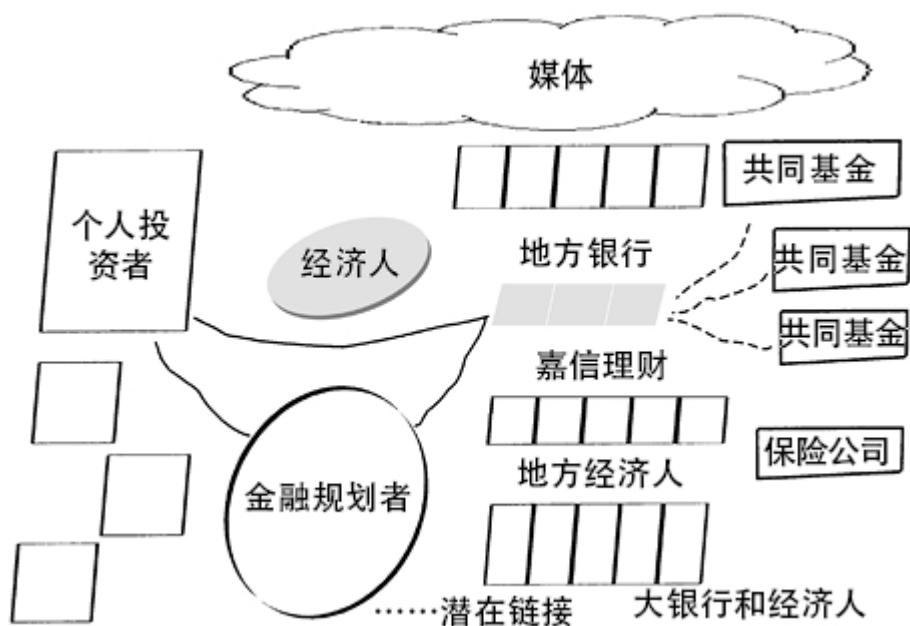 媒体
共同基金
个人投
资者
经济人
地方银行
共同基金
共同基金
嘉信理财
保险公司
地方经济人
金融规划者
……潜在链接
大银行和经济人